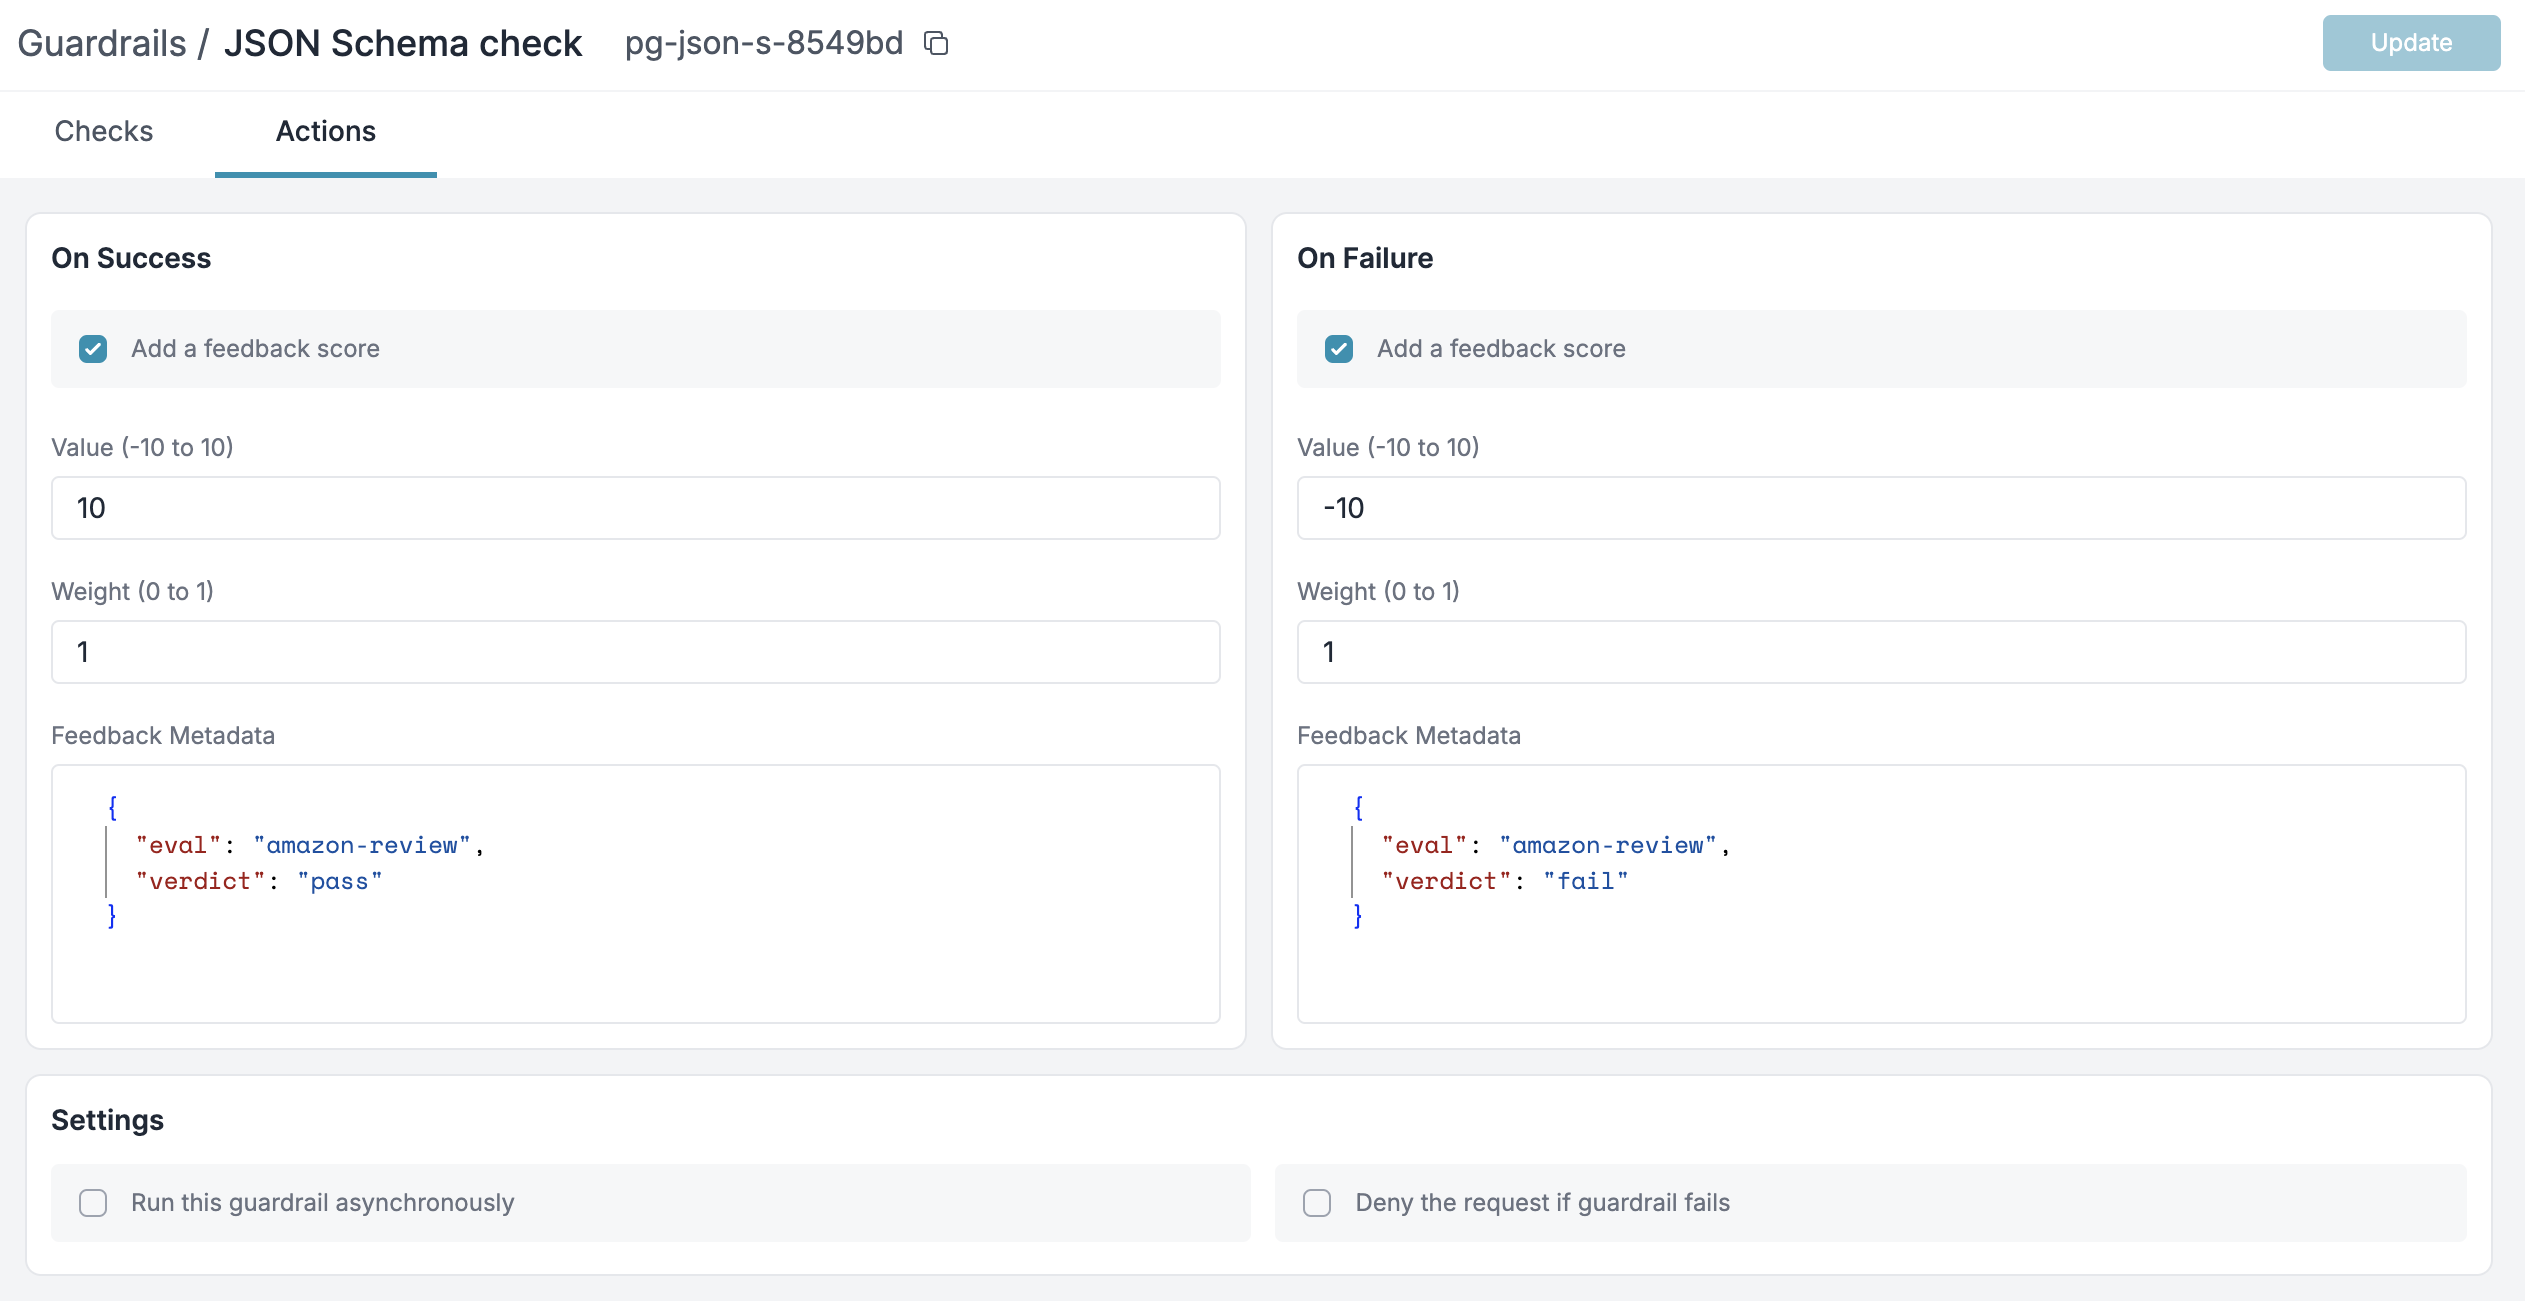 Guardrails / JSON Schema check pg-json-s-8549bd
Update
Checks
Actions
On Success
Add a feedback score
Value (-10 to 10)
10
Weight (0 to 1)
1
Feedback Metadata
{
"eval": "amazon-review",
"verdict": "pass"
}
On Failure
Add a feedback score
Value (-10 to 10)
-10
Weight (0 to 1)
1
Feedback Metadata
{
"eval": "amazon-review",
"verdict": "fail"
}
Settings
Run this guardrail asynchronously
Deny the request if guardrail fails